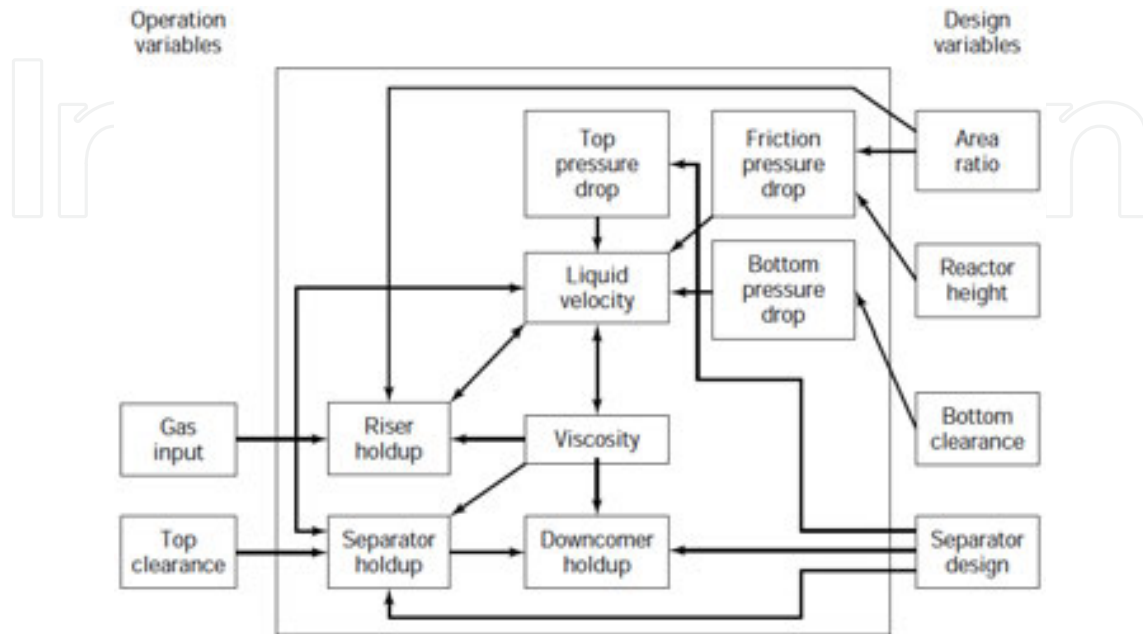 Operation
variables
Design
variables
Top
pressure
drop
Friction
pressure
drop
Area
ratio
Liquid
velocity
Bottom
pressure
drop
Reactor
height
Gas
input
Riser
holdup
Viscosity
Bottom
clearance
Top
clearance
Separator
holdup
Downcomer
holdup
Separator
design